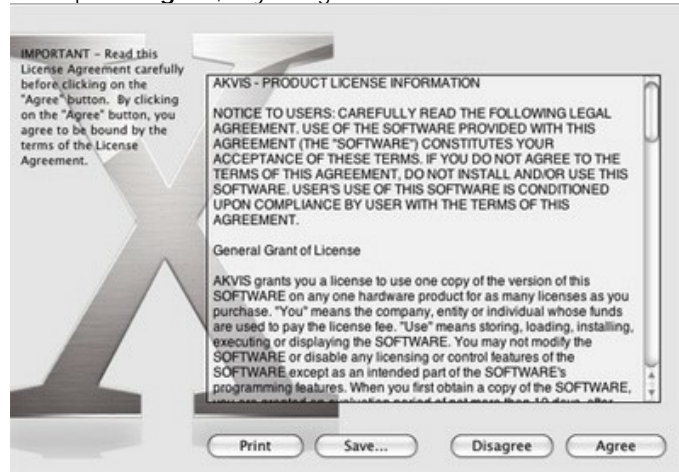 IMPORTANT – Read this
License Agreement carefully
before clicking on the
"Agree" button. By clicking
on the "Agree" button, you
agree to be bound by the
terms of the License
Agreement.
AKVIS - PRODUCT LICENSE INFORMATION
NOTICE TO USERS: CAREFULLY READ THE FOLLOWING LEGAL
AGREEMENT. USE OF THE SOFTWARE PROVIDED WITH THIS
AGREEMENT (THE "SOFTWARE") CONSTITUTES YOUR
ACCEPTANCE OF THESE TERMS. IF YOU DO NOT AGREE TO THE
TERMS OF THIS AGREEMENT, DO NOT INSTALL AND/OR USE THIS
SOFTWARE. USER'S USE OF THIS SOFTWARE IS CONDITIONED
UPON COMPLIANCE BY USER WITH THE TERMS OF THIS
AGREEMENT.
General Grant of License
AKVIS grants you a license to use one copy of the version of this
SOFTWARE on any one hardware product for as many licenses as you
purchase. "You" means the company, entity or individual whose funds
are used to pay the license fee. "Use" means storing, loading, installing,
executing or displaying the SOFTWARE. You may not modify the
SOFTWARE or disable any licensing or control features of the
SOFTWARE except as an intended part of the SOFTWARE's
programming features. When you first obtain a copy of the SOFTWARE,
Print Save... Disagree Agree